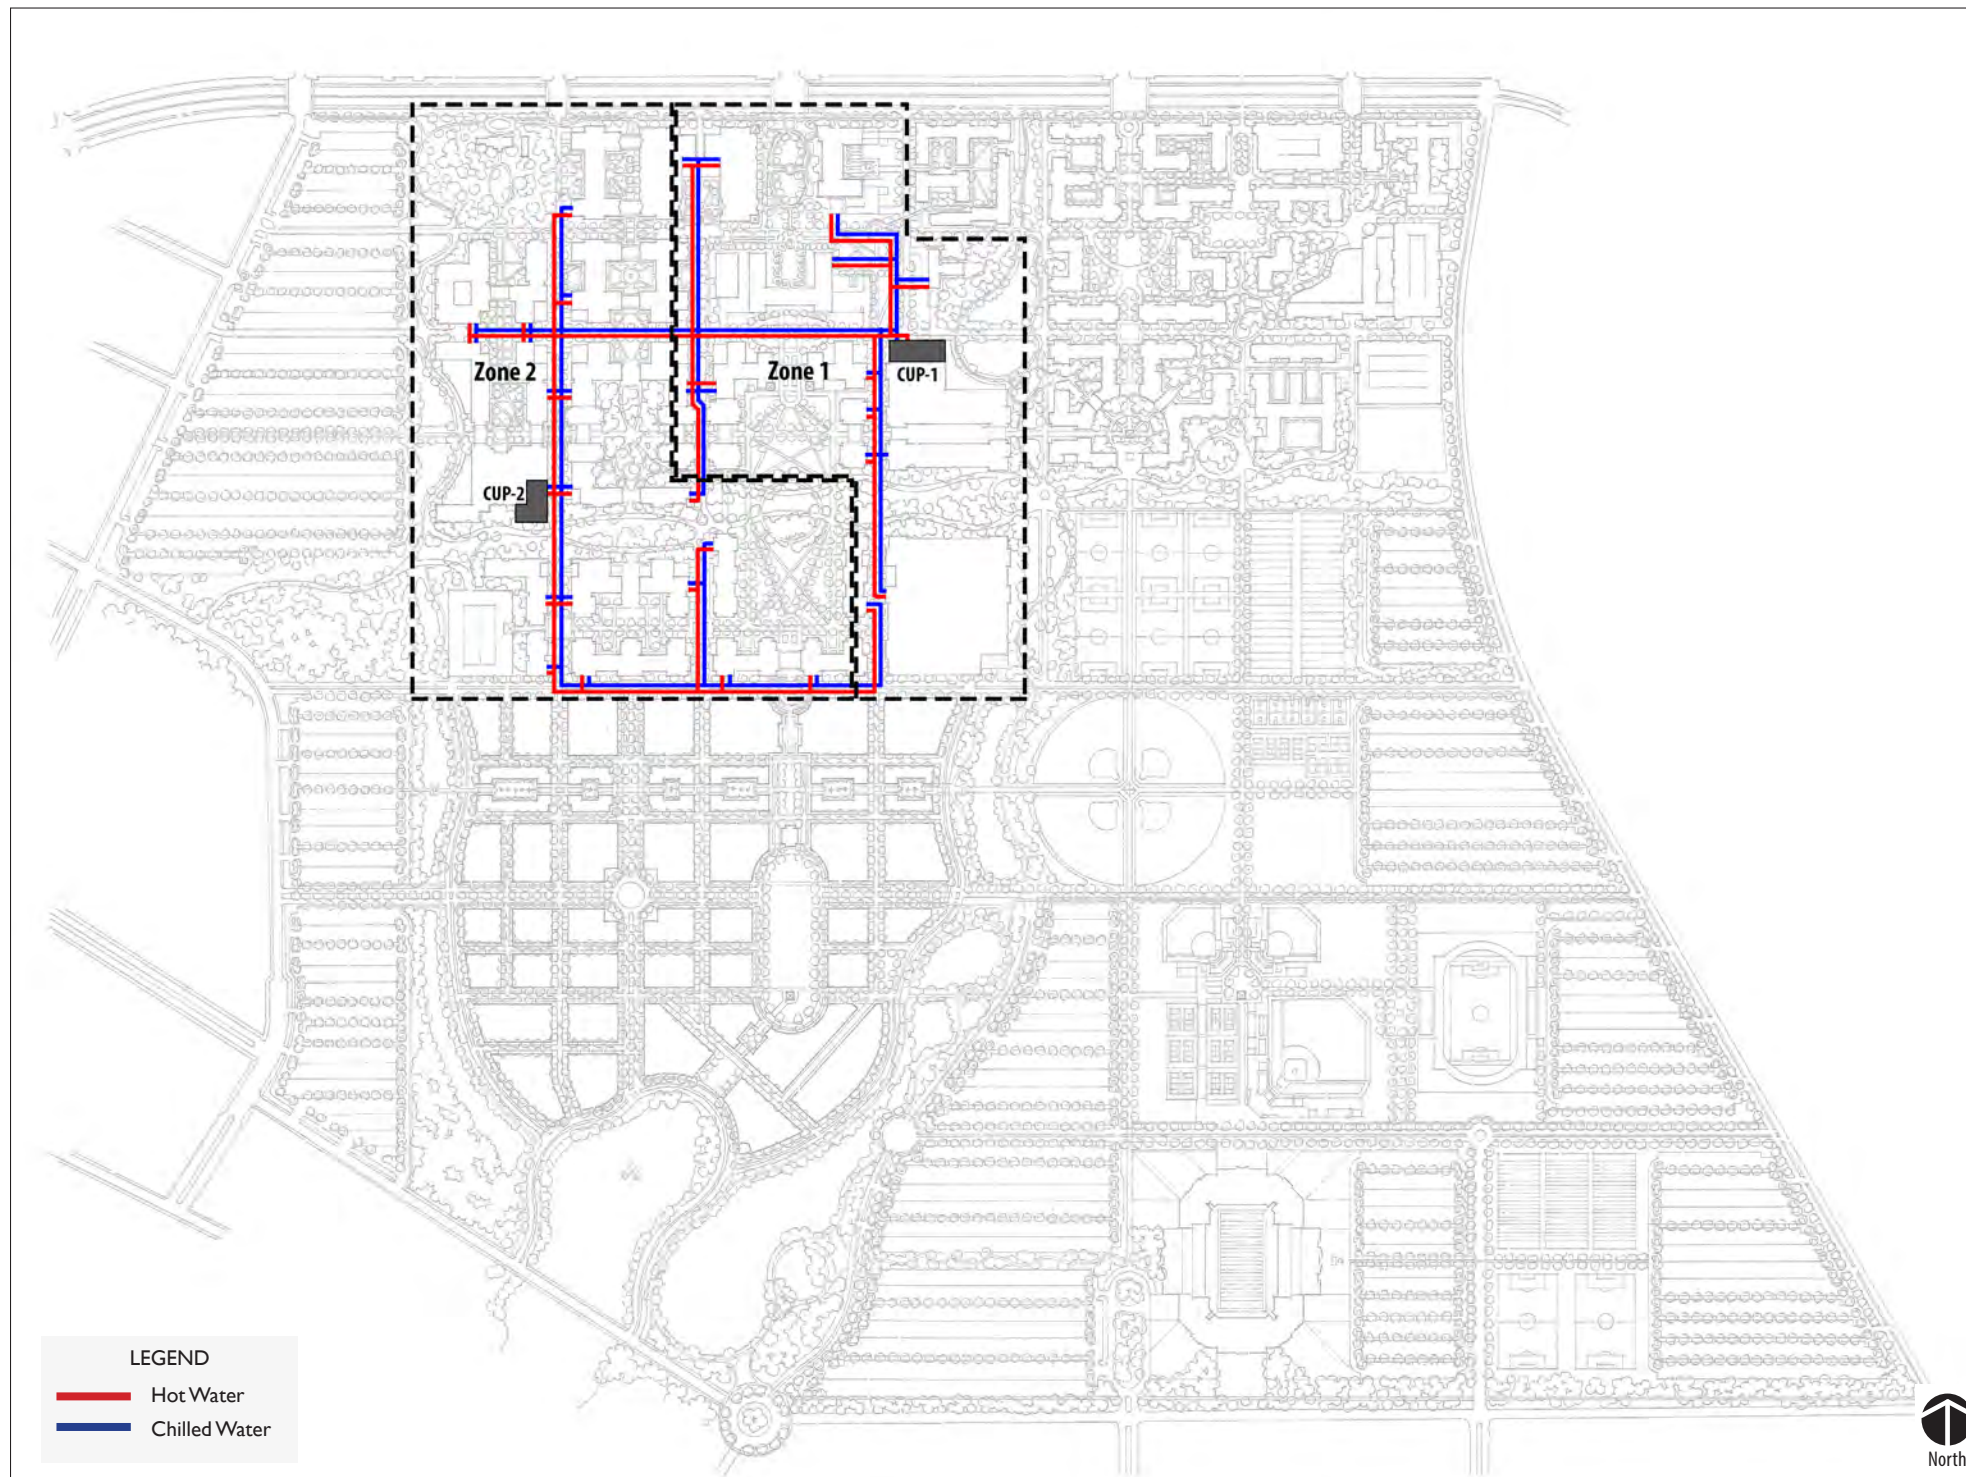 Zone 2
Zone 1
CUP-1
CUP-2
LEGEND
Hot Water
Chilled Water
North